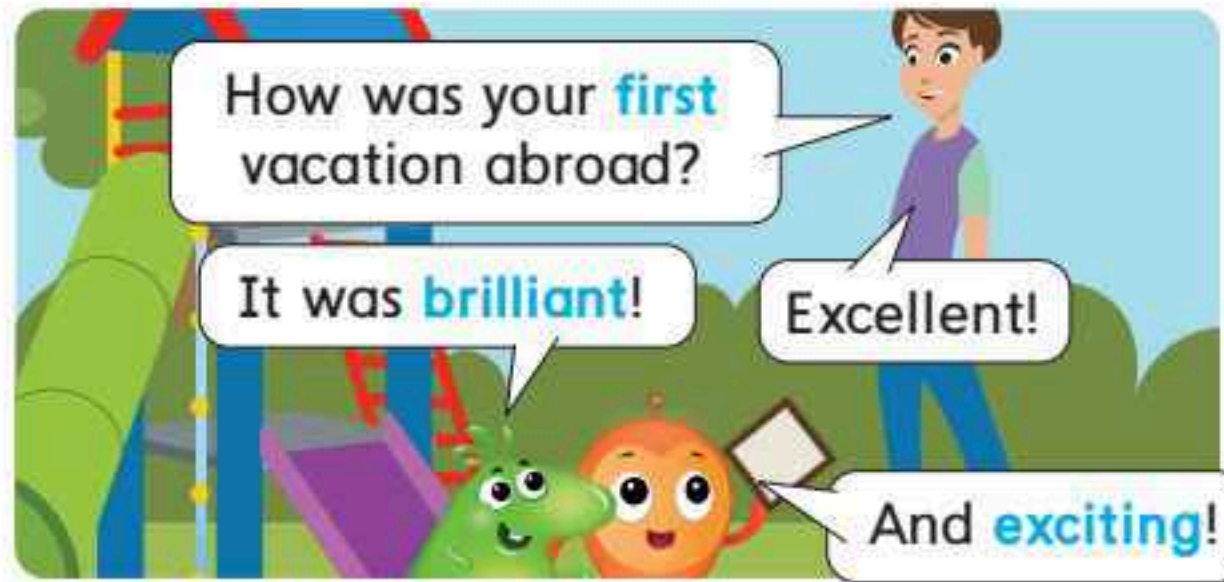 How was your first
vacation abroad?
It was brilliant!
Excellent!
And exciting!